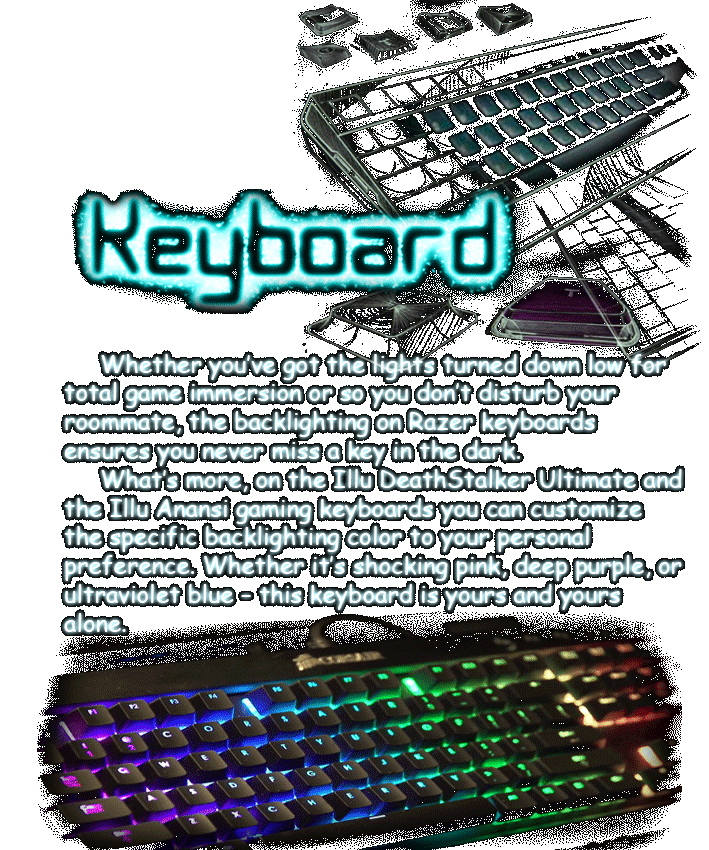 Keyboard
Whether you've got the lights turned down low for
total game immersion or so you don't disturb your
roommate, the backlighting on Razer keyboards
ensures you never miss a key in the dark.
What's more, on the Illu DeathStalker Ultimate and
the Illu Anansi gaming keyboards you can customize
the specific backlighting color to your personal
preference. Whether it's shocking pink, deep purple, or
ultraviolet blue - this keyboard is yours and yours
alone.